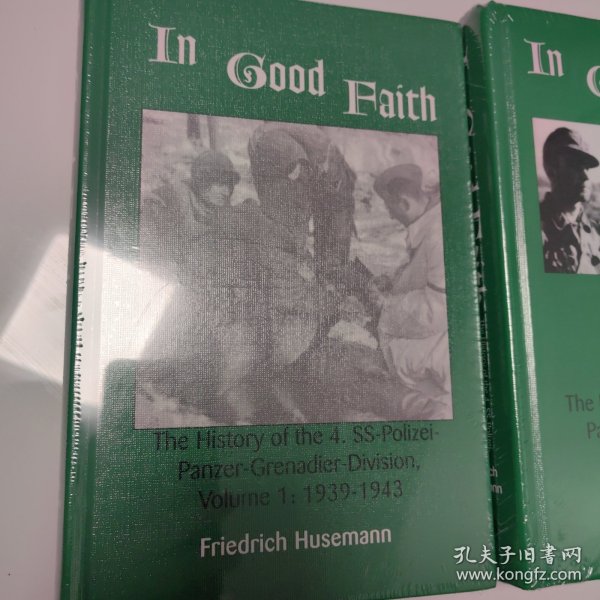 In Good Faith
The History of the 4. SS-Polizei-
Panzer-Grenadier-Division,
Volume 1: 1939-1943
Friedrich Husemann
In
The
孔夫子旧书网
www.kongfz.com